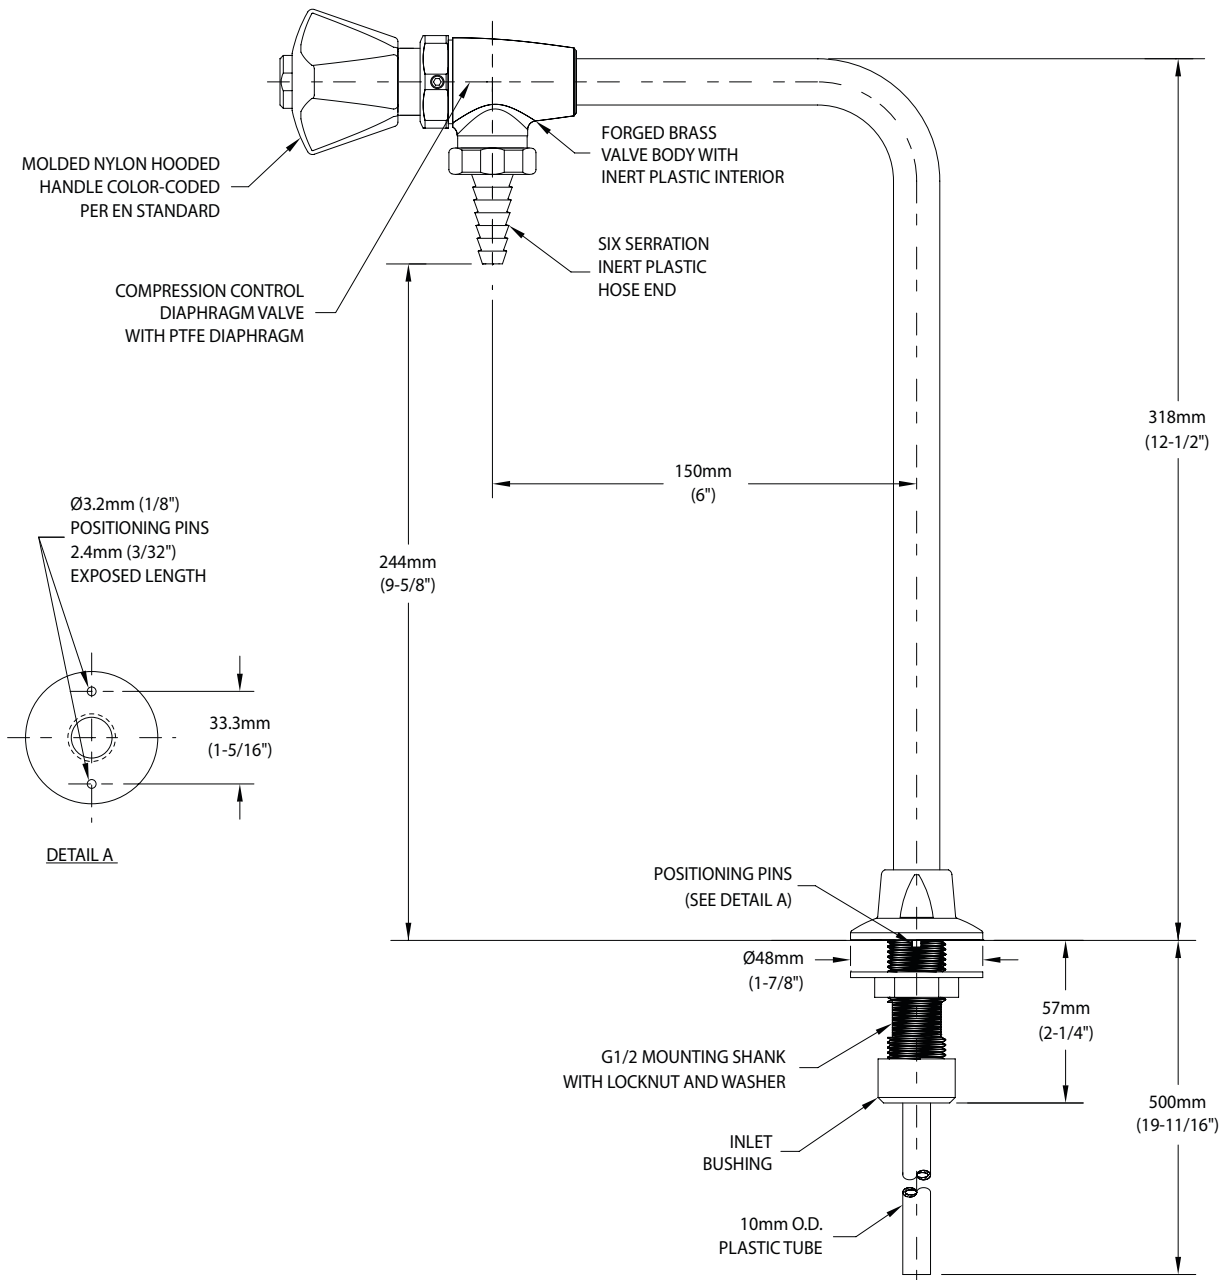 MOLDED NYLON HOODED
HANDLE COLOR-CODED
PER EN STANDARD
FORGED BRASS
VALVE BODY WITH
INERT PLASTIC INTERIOR
SIX SERRATION
INERT PLASTIC
HOSE END
COMPRESSION CONTROL
DIAPHRAGM VALVE
WITH PTFE DIAPHRAGM
318mm
(12-1/2")
150mm
(6")
Ø3.2mm (1/8")
POSITIONING PINS
2.4mm (3/32")
EXPOSED LENGTH
244mm
(9-5/8")
33.3mm
(1-5/16")
DETAIL A
POSITIONING PINS
(SEE DETAIL A)
Ø48mm
(1-7/8")
57mm
(2-1/4")
G1/2 MOUNTING SHANK
WITH LOCKNUT AND WASHER
500mm
(19-11/16")
INLET
BUSHING
10mm O.D.
PLASTIC TUBE